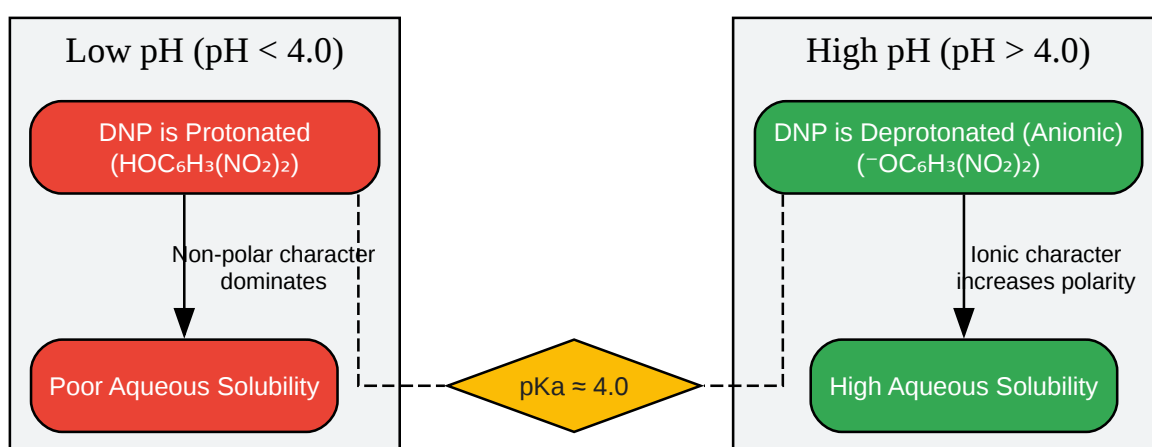 Low pH (pH < 4.0)
DNP is Protonated
(HOC₆H₃(NO₂)₂)
Non-polar character
dominates
Poor Aqueous Solubility
pKa ≈ 4.0
High pH (pH > 4.0)
DNP is Deprotonated (Anionic)
(⁻OC₆H₃(NO₂)₂)
Ionic character
increases polarity
High Aqueous Solubility